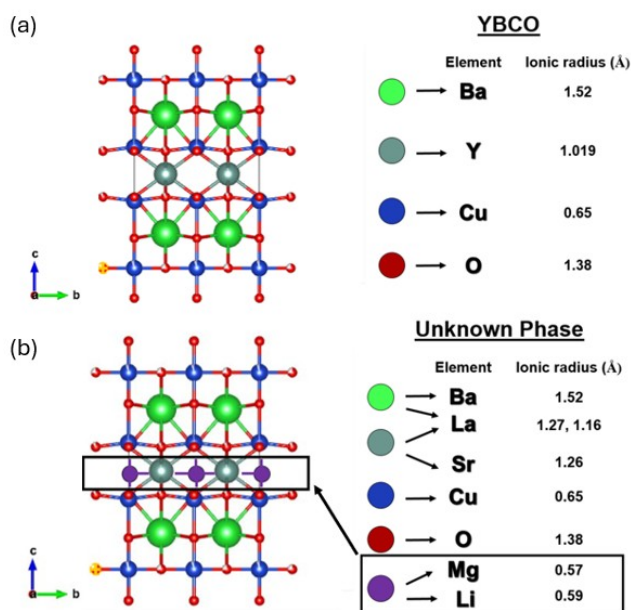 (a)
YBCO
Element Ionic radius (Å)
Ba 1.52
Y 1.019
Cu 0.65
O 1.38
c
a b
(b)
Unknown Phase
Element Ionic radius (Å)
Ba 1.52
La 1.27, 1.16
Sr 1.26
Cu 0.65
O 1.38
Mg 0.57
Li 0.59
c
a b